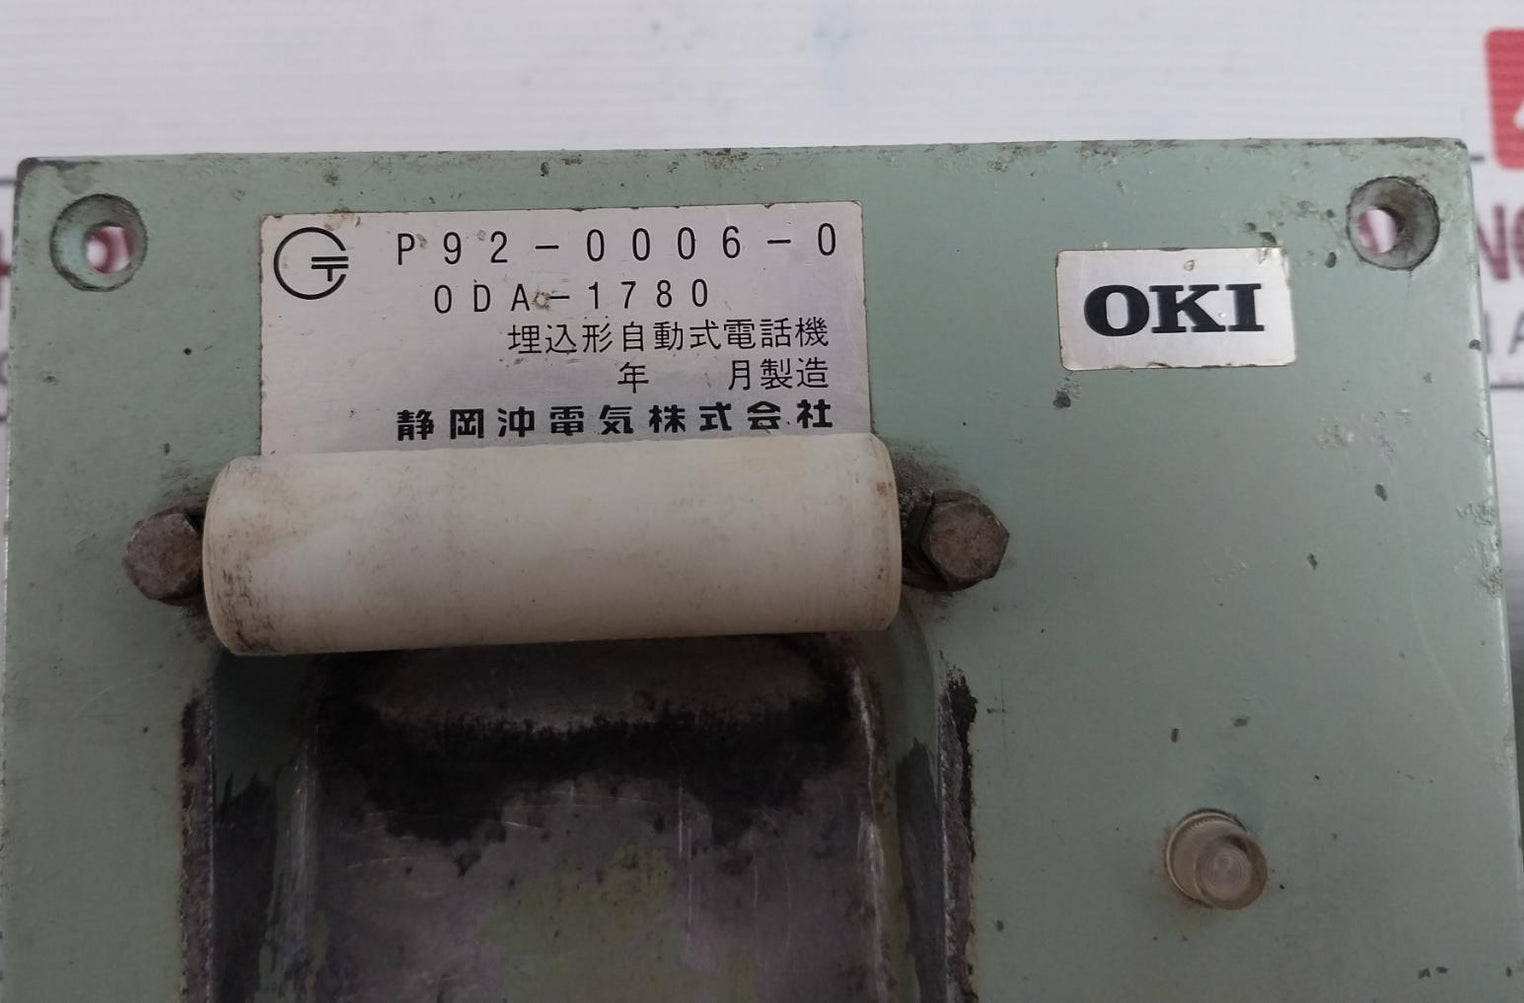 P92-0006-0
ODA-1780
埋込形自動式電話機
年 月製造
静岡沖電気株式会社
OKI